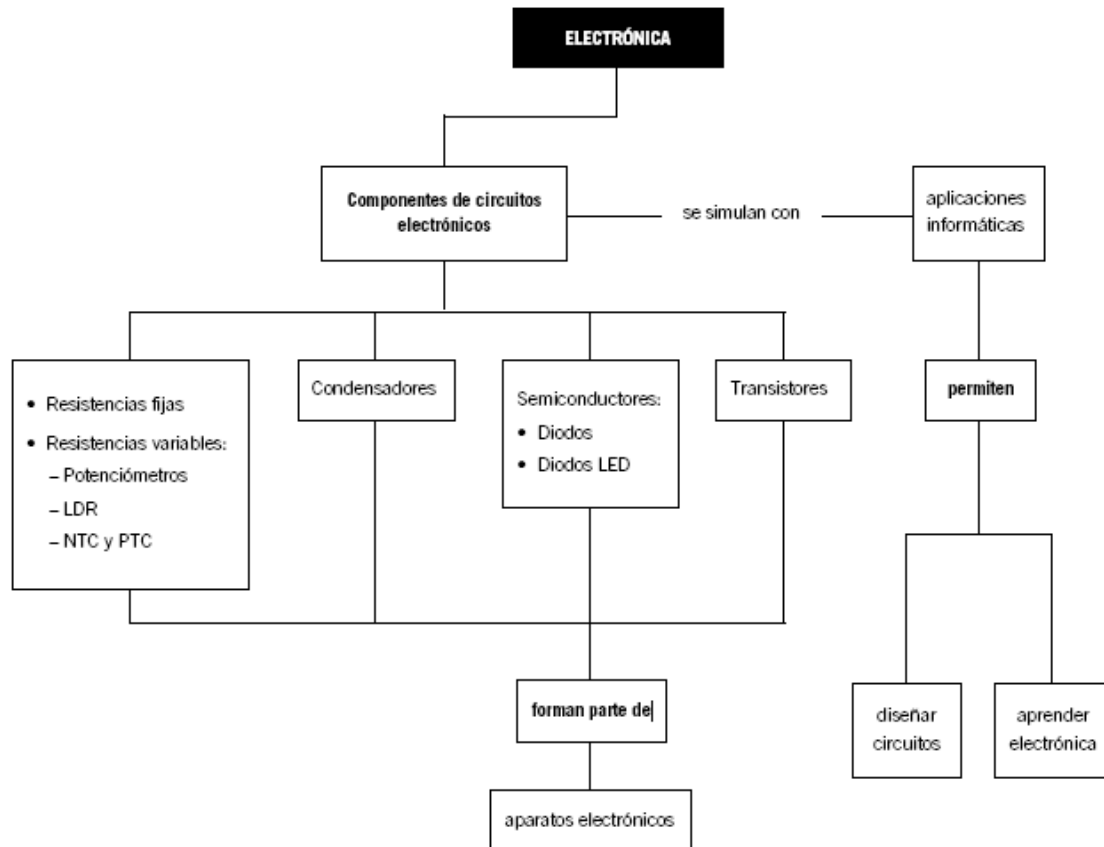 ELECTRÓNICA
Componentes de circuitos
electrónicos
se simulan con
aplicaciones
informáticas
• Resistencias fijas
• Resistencias variables:
– Potenciómetros
– LDR
– NTC y PTC
Condensadores
Semiconductores:
• Diodos
• Diodos LED
Transistores
permiten
forman parte de
diseñar
circuitos
aprender
electrónica
aparatos electrónicos